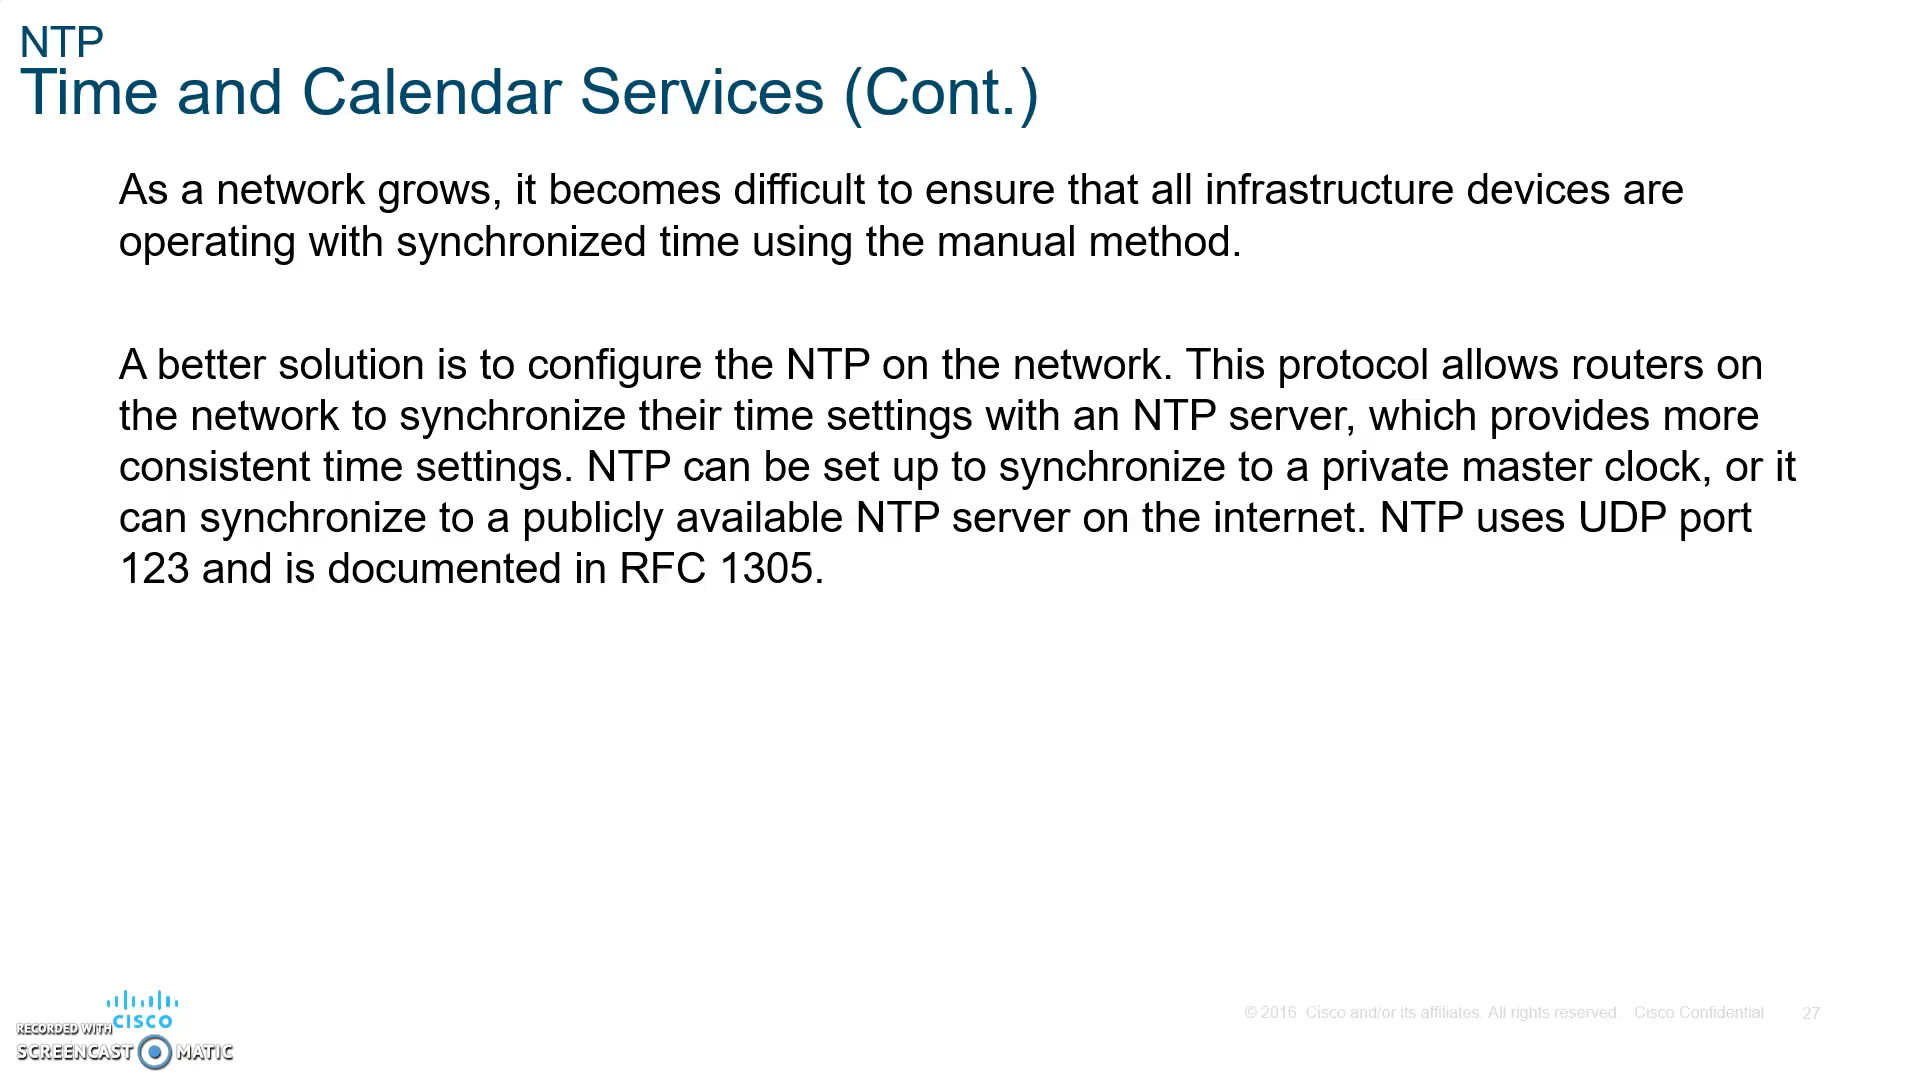 NTP
Time and Calendar Services (Cont.)
As a network grows, it becomes difficult to ensure that all infrastructure devices are
operating with synchronized time using the manual method.
A better solution is to configure the NTP on the network. This protocol allows routers on
the network to synchronize their time settings with an NTP server, which provides more
consistent time settings. NTP can be set up to synchronize to a private master clock, or it
can synchronize to a publicly available NTP server on the internet. NTP uses UDP port
123 and is documented in RFC 1305.
CISCO
RECORDED WITH
SCREENCAST MATIC
© 2016 Cisco and/or its affiliates. All rights reserved. Cisco Confidential 27